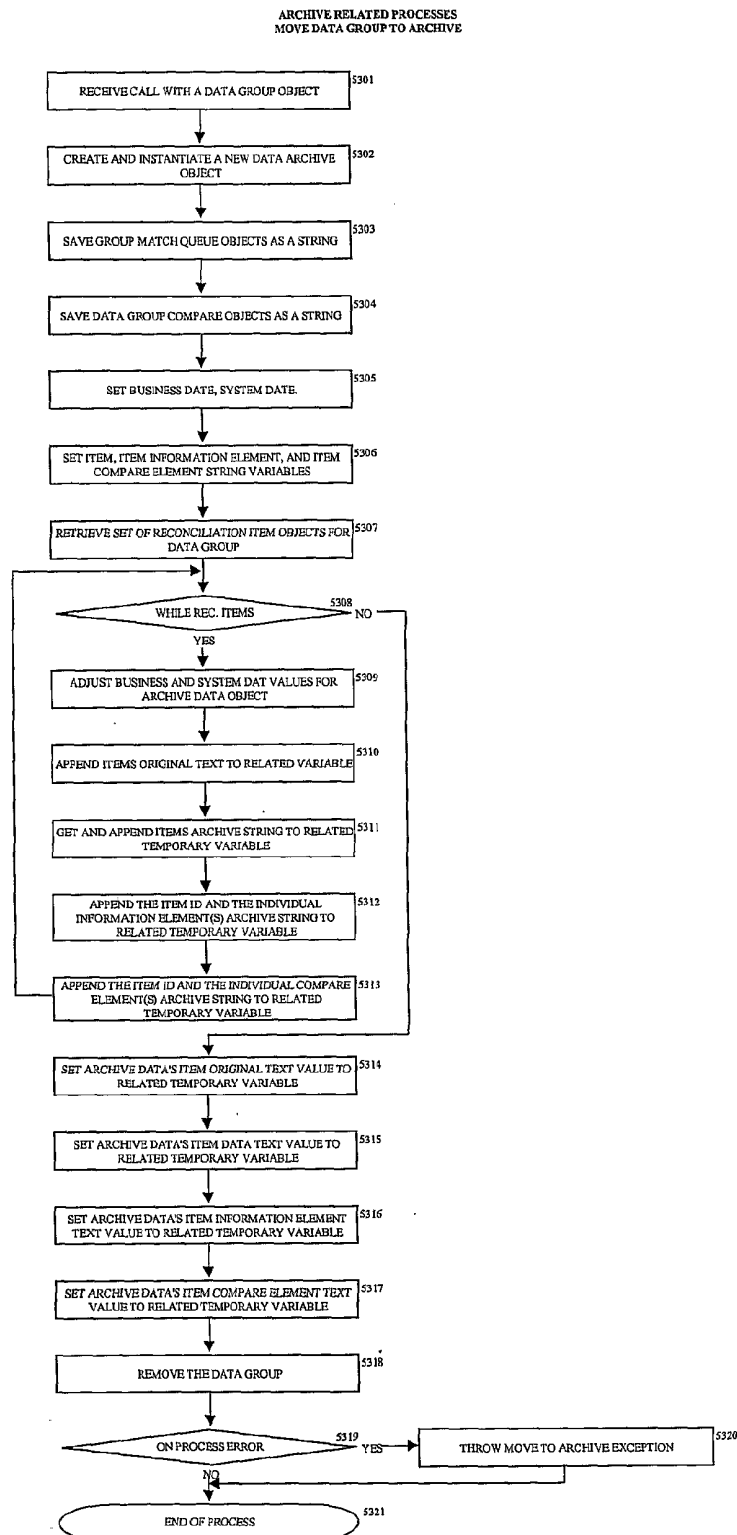 ARCHIVE RELATED PROCESSES
MOVE DATA GROUP TO ARCHIVE
5301
RECEIVE CALL WITH A DATA GROUP OBJECT
5302
CREATE AND INSTANTIATE A NEW DATA ARCHIVE
OBJECT
5303
SAVE GROUP MATCH QUEUE OBJECTS AS A STRING
5304
SAVE DATA GROUP COMPARE OBJECTS AS A STRING
5305
SET BUSINESS DATE, SYSTEM DATE.
5306
SET ITEM, ITEM INFORMATION ELEMENT, AND ITEM
COMPARE ELEMENT STRING VARIABLES
5307
RETRIEVE SET OF RECONCILIATION ITEM OBJECTS FOR
DATA GROUP
5308
WHILE REC. ITEMS
NO
YES
5309
ADJUST BUSINESS AND SYSTEM DAT VALUES FOR
ARCHIVE DATA OBJECT
5310
APPEND ITEMS ORIGINAL TEXT TO RELATED VARIABLE
5311
GET AND APPEND ITEMS ARCHIVE STRING TO RELATED
TEMPORARY VARIABLE
5312
APPEND THE ITEM ID AND THE INDIVIDUAL
INFORMATION ELEMENT(S) ARCHIVE STRING TO
RELATED TEMPORARY VARIABLE
5313
APPEND THE ITEM ID AND THE INDIVIDUAL COMPARE
ELEMENT(S) ARCHIVE STRING TO RELATED
TEMPORARY VARIABLE
5314
SET ARCHIVE DATA'S ITEM ORIGINAL TEXT VALUE TO
RELATED TEMPORARY VARIABLE
5315
SET ARCHIVE DATA'S ITEM DATA TEXT VALUE TO
RELATED TEMPORARY VARIABLE
5316
SET ARCHIVE DATA'S ITEM INFORMATION ELEMENT
TEXT VALUE TO RELATED TEMPORARY VARIABLE
5317
SET ARCHIVE DATA'S ITEM COMPARE ELEMENT TEXT
VALUE TO RELATED TEMPORARY VARIABLE
5318
REMOVE THE DATA GROUP
5319
ON PROCESS ERROR
YES
5320
THROW MOVE TO ARCHIVE EXCEPTION
NO
5321
END OF PROCESS